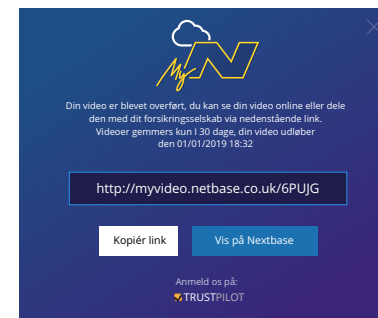 My N
Din video er blevet overført, du kan se din video online eller dele
den med dit forsikringsselskab via nedenstående link.
Videoer gemmers kun I 30 dage, din video udløber
den 01/01/2019 18:32
http://myvideo.netbase.co.uk/6PUJG
Kopiér link
Vis på Nextbase
Anmeld os på:
TRUSTPILOT